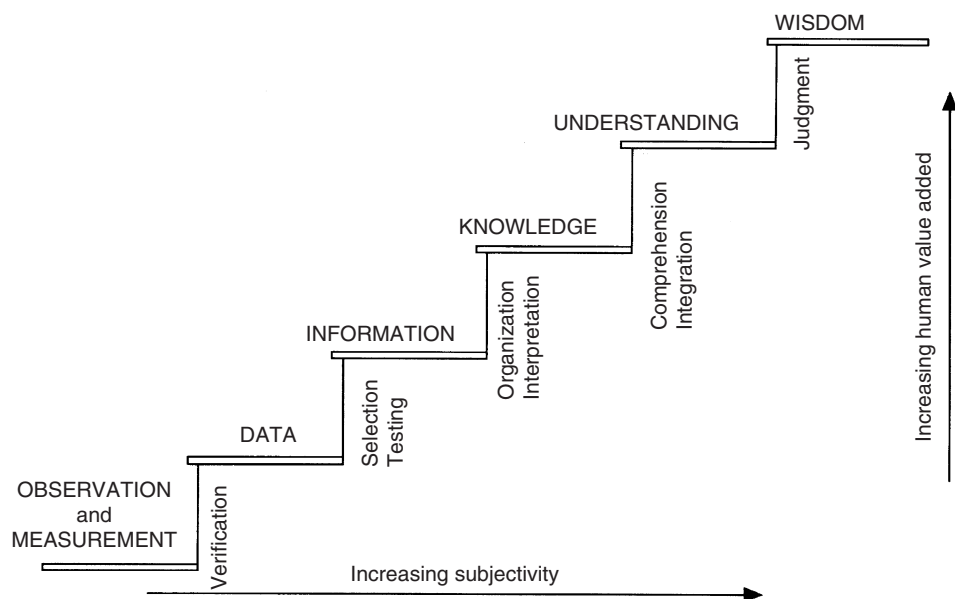 WISDOM
Judgment
UNDERSTANDING
Comprehension
Integration
KNOWLEDGE
Organization
Interpretation
INFORMATION
Selection
Testing
DATA
Verification
OBSERVATION
and
MEASUREMENT
Increasing subjectivity
Increasing human value added